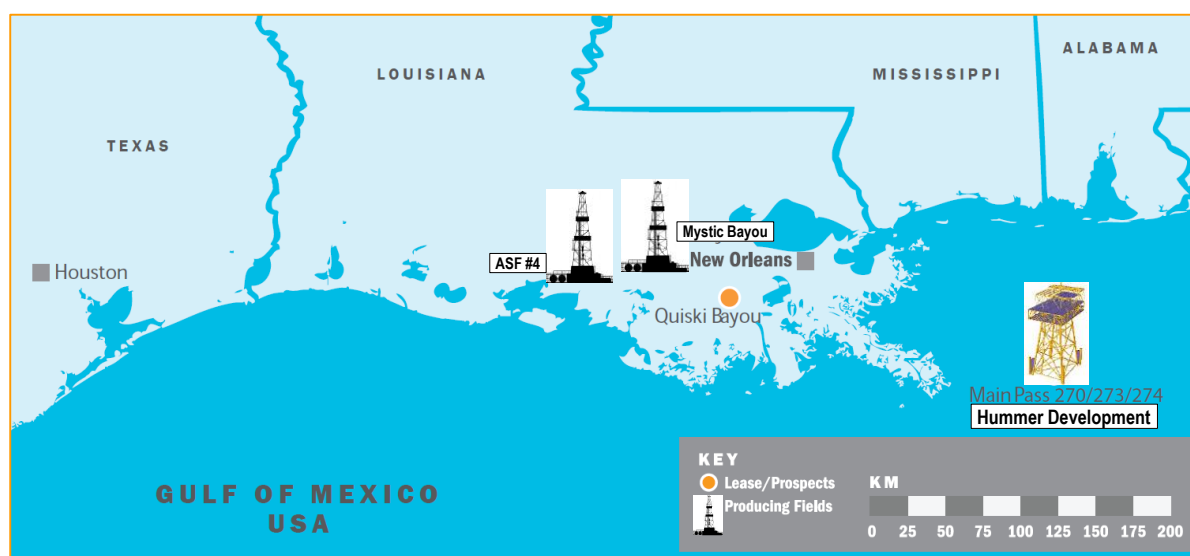 ALABAMA
LOUISIANA
MISSISSIPPI
TEXAS
Mystic Bayou
ASF #4
New Orleans
Houston
Quiski Bayou
Main Pass 270/273/274
Hummer Development
KEY
Lease/Prospects
Producing Fields
KM
0 25 50 75 100 125 150 175 200
GULF OF MEXICO
USA